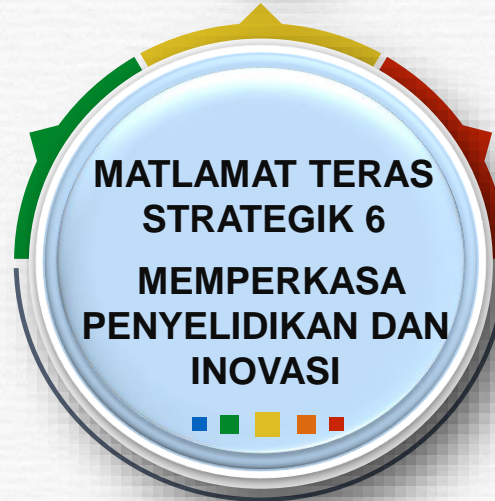 MATLAMAT TERAS
STRATEGIK 6
MEMPERKASA
PENYELIDIKAN DAN
INOVASI